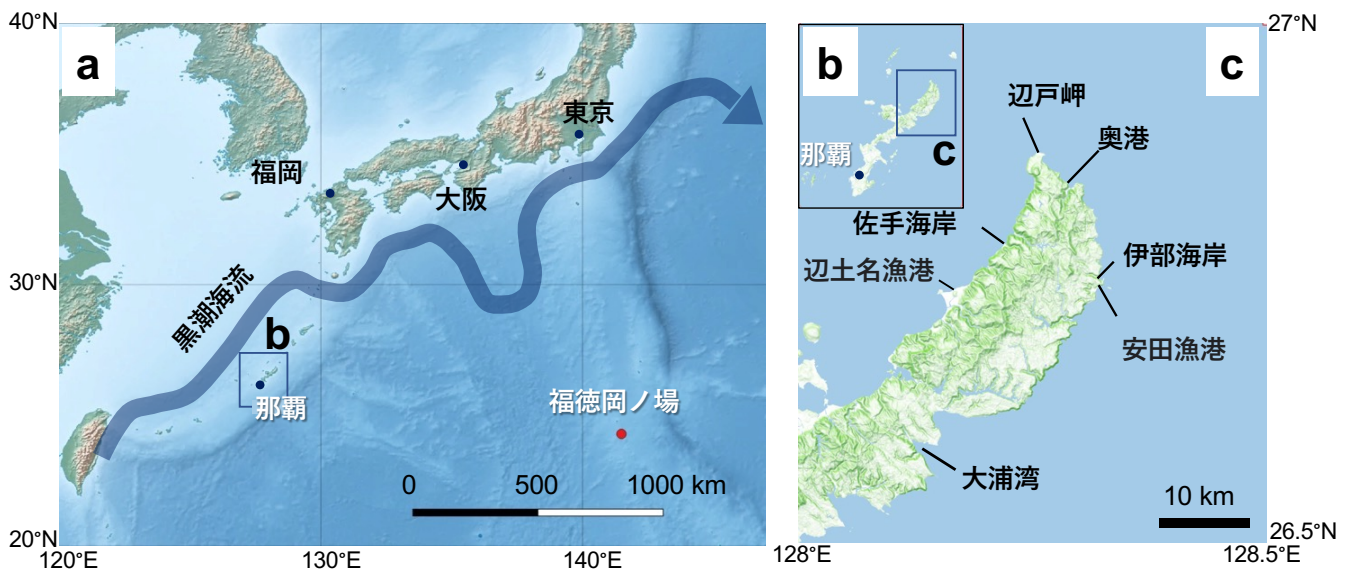 40°N
a
東京
福岡
大阪
30°N
黒潮海流
b
那覇
福徳岡ノ場
0 500 1000 km
20°N
120°E 130°E 140°E
b
那覇
c
c
27°N
辺戸岬
奥港
佐手海岸
伊部海岸
辺土名漁港
安田漁港
大浦湾
10 km
26.5°N
128°E 128.5°E